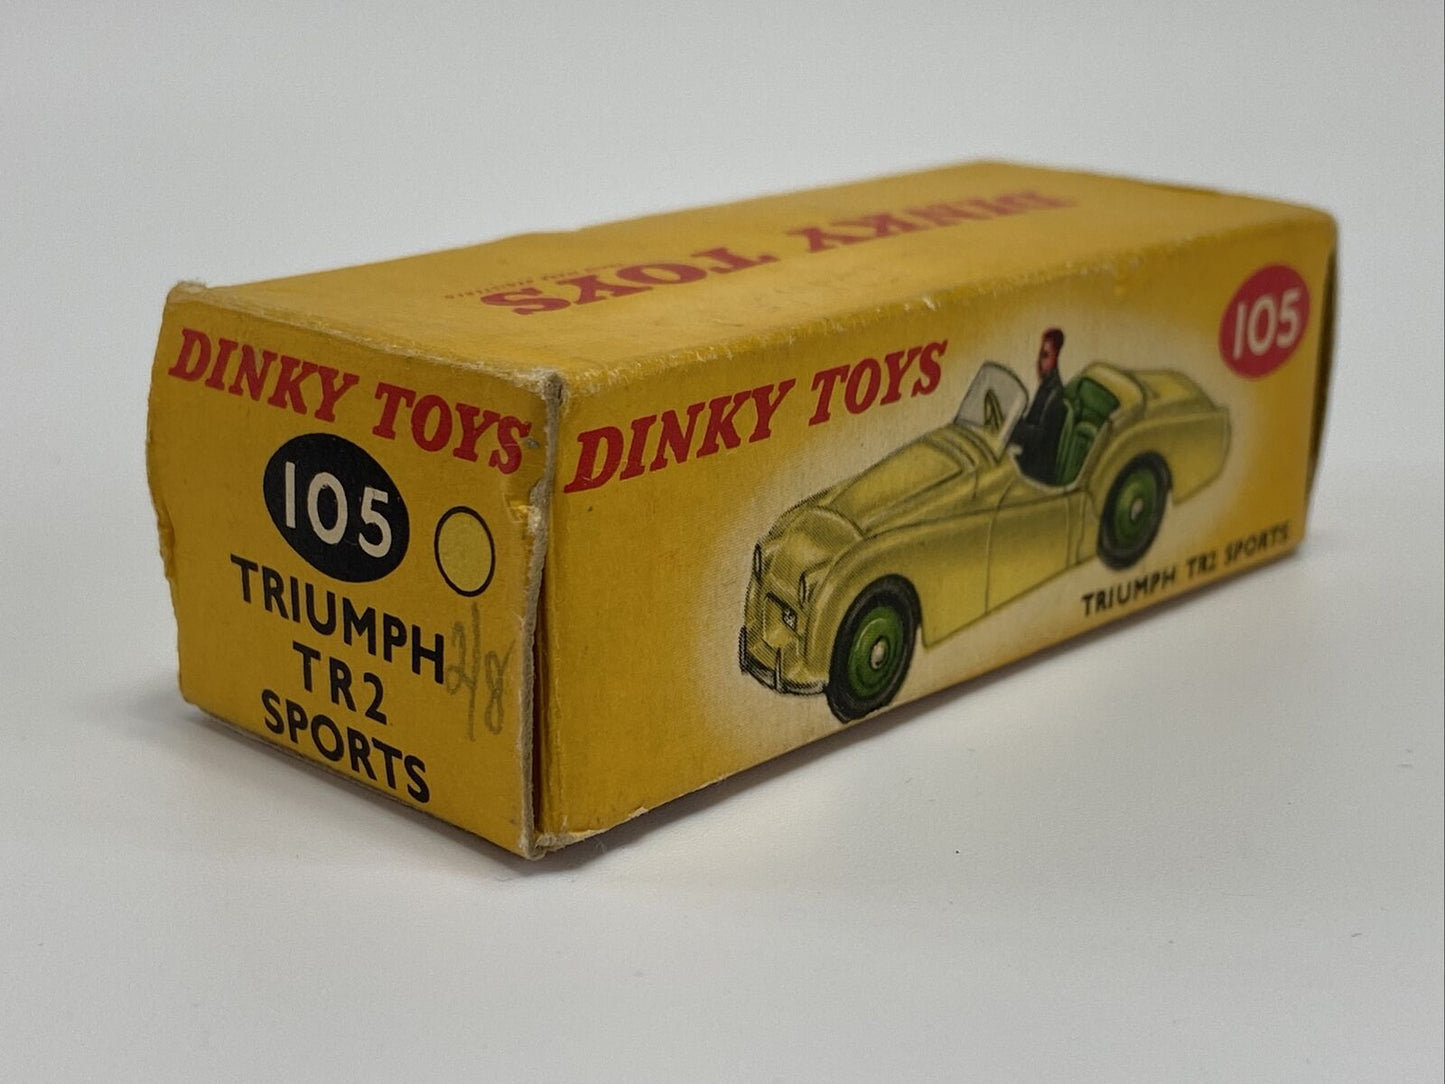 DINKY TOYS
DINKY TOYS
105
TRIUMPH
TR2
SPORTS
2/8
DINKY TOYS
105
TRIUMPH TR2 SPORTS